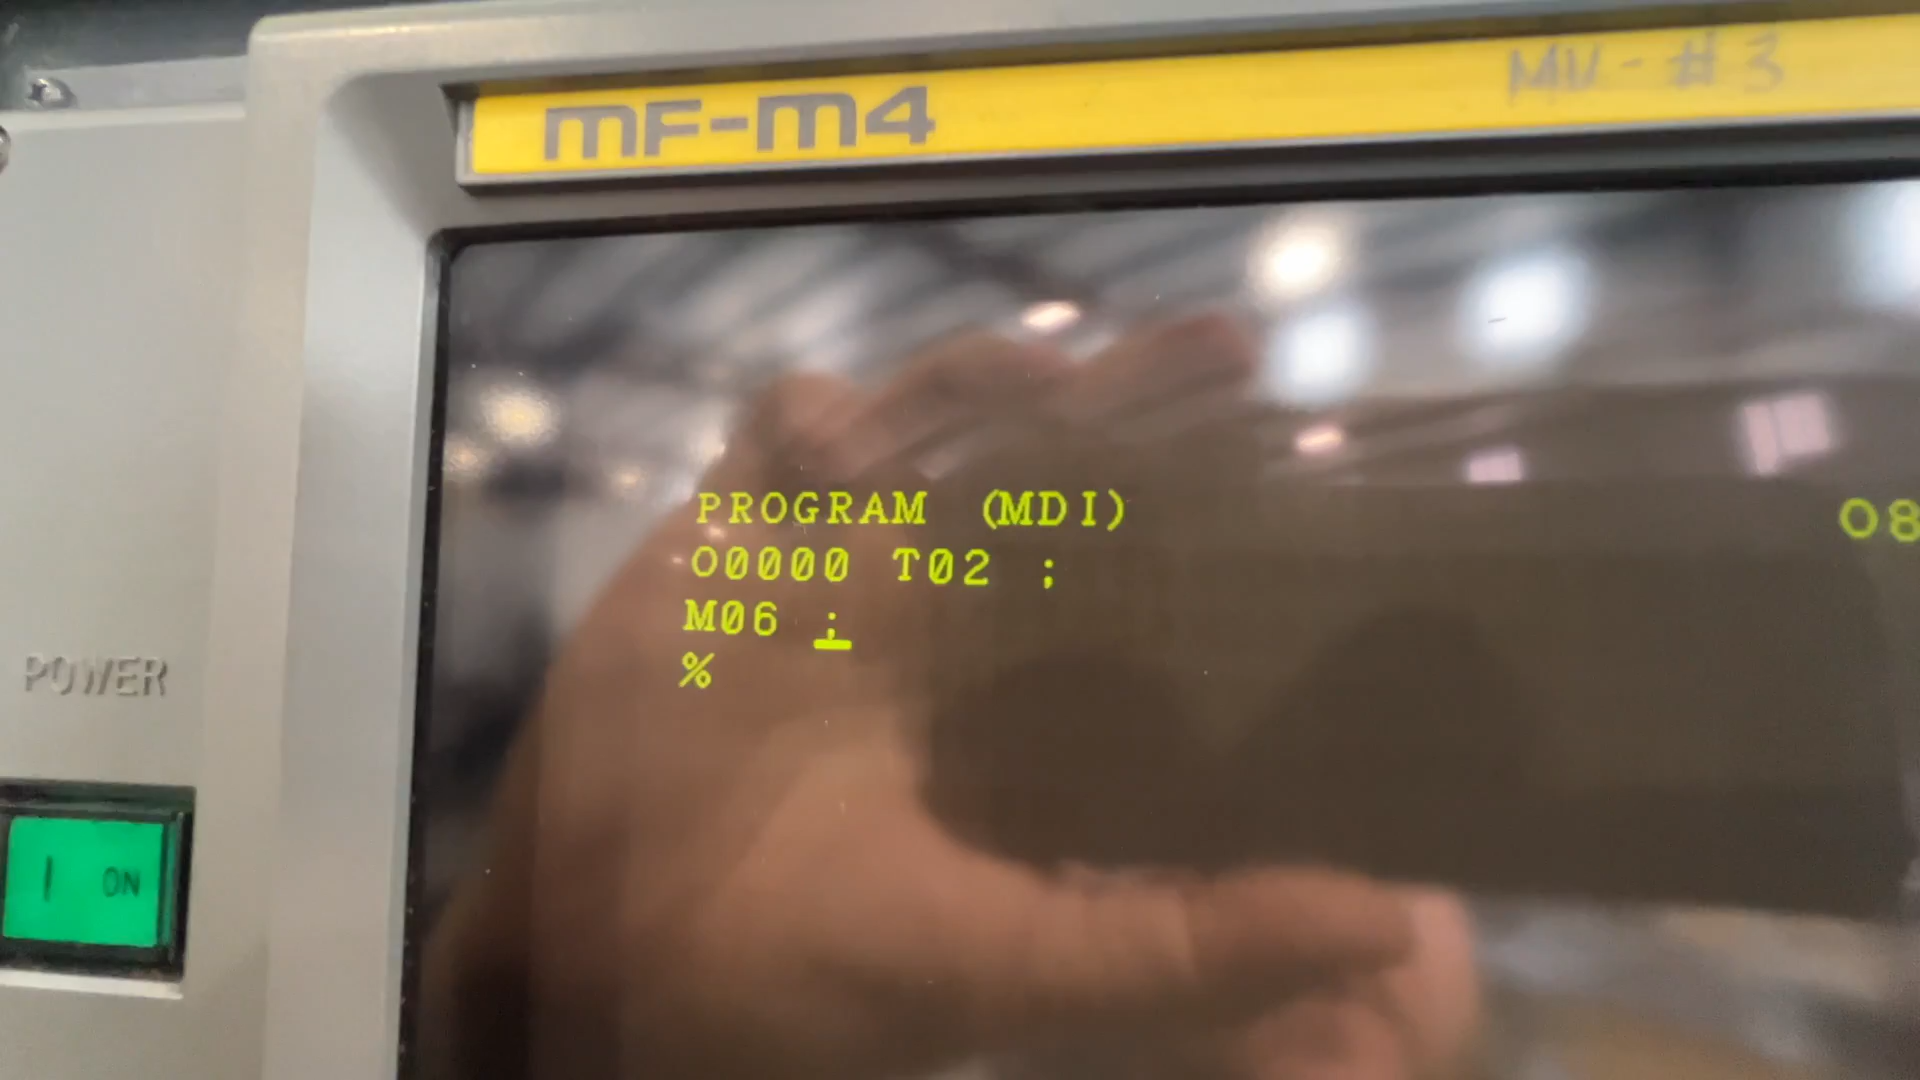 MF-M4
MV-#3
PROGRAM (MDI)
O8
O0000 T02 ;
M06 ;
%
POWER
| ON